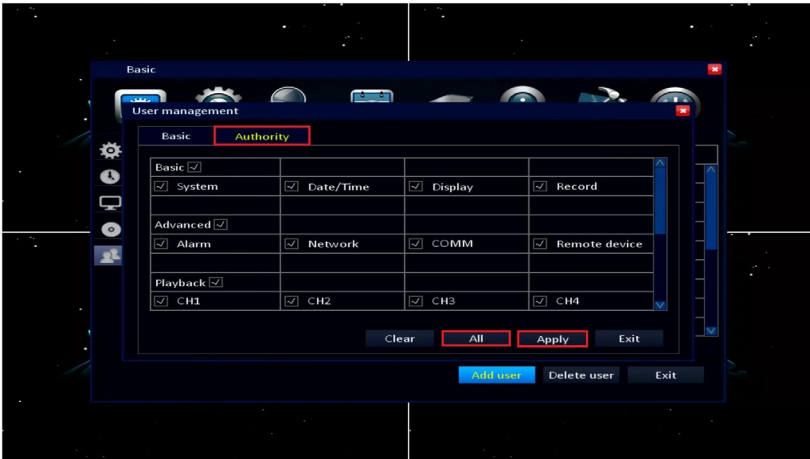 Basic
User management
Basic Authority
Basic
System Date/Time Display Record
Advanced
Alarm Network COMM Remote device
Playback
CH1 CH2 CH3 CH4
Clear All Apply Exit
Add user Delete user Exit